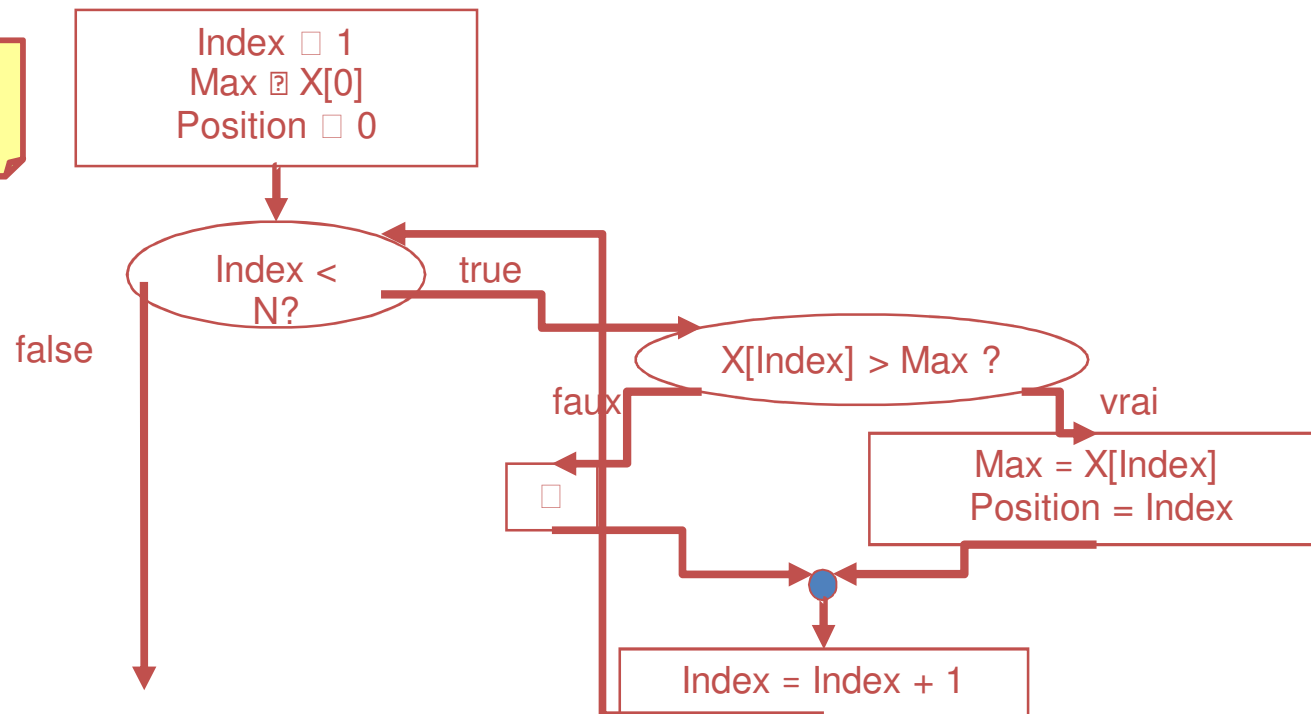 Index □ 1
Max ⍰ X[0]
Position □ 0
Index <
N?
true
false
X[Index] > Max ?
faux
vrai
Max = X[Index]
Position = Index
□
Index = Index + 1